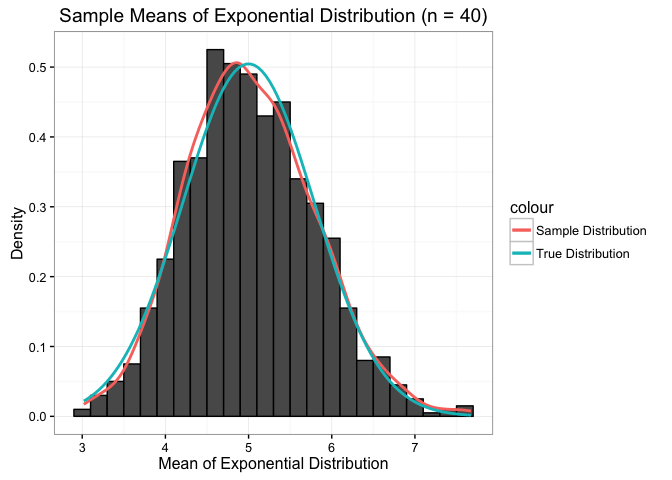 Sample Means of Exponential Distribution (n = 40)
Density
0.5
0.4
0.3
0.2
0.1
0.0
3 4 5 6 7
Mean of Exponential Distribution
colour
Sample Distribution
True Distribution